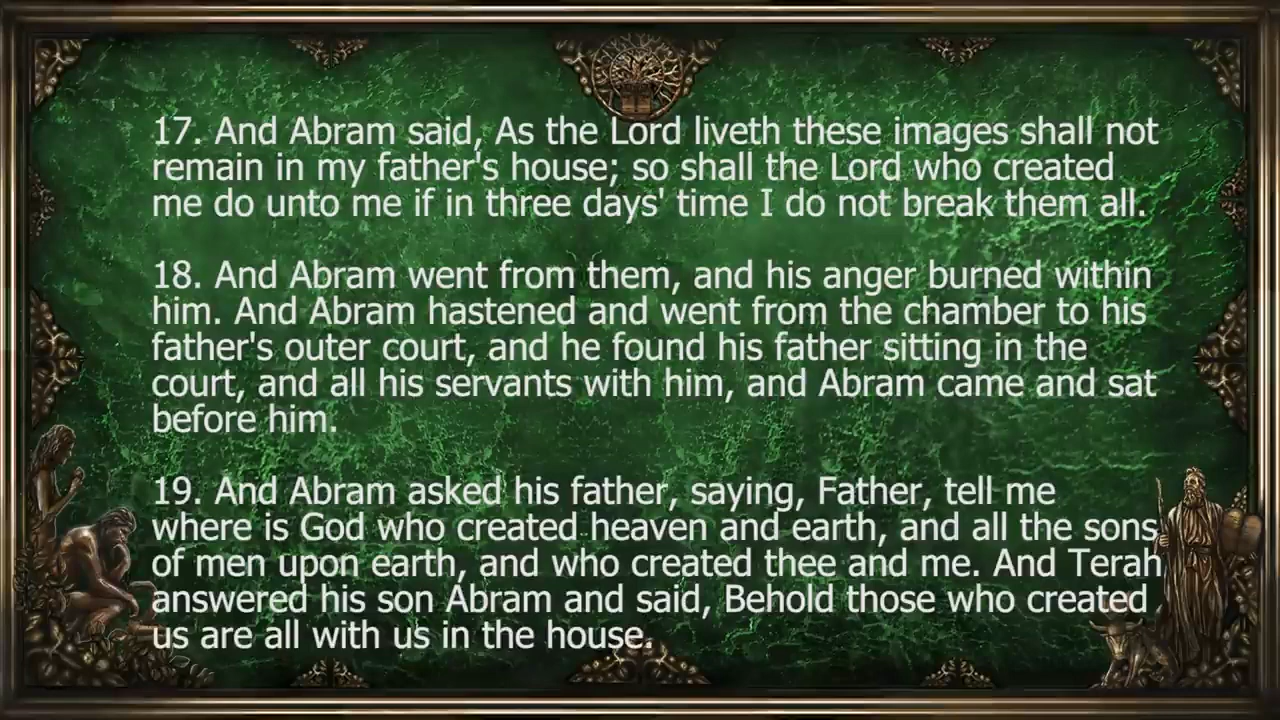 17. And Abram said, As the Lord liveth these images shall not
remain in my father's house; so shall the Lord who created
me do unto me if in three days' time I do not break them all.
18. And Abram went from them, and his anger burned within
him. And Abram hastened and went from the chamber to his
father's outer court, and he found his father sitting in the
court, and all his servants with him, and Abram came and sat
before him.
19. And Abram asked his father, saying, Father, tell me
where is God who created heaven and earth, and all the sons
of men upon earth, and who created thee and me. And Terah
answered his son Abram and said, Behold those who created
us are all with us in the house.